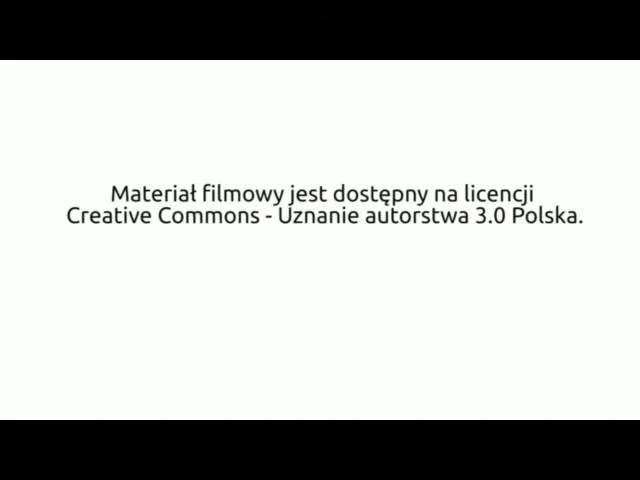 Materiał filmowy jest dostępny na licencji
Creative Commons - Uznanie autorstwa 3.0 Polska.